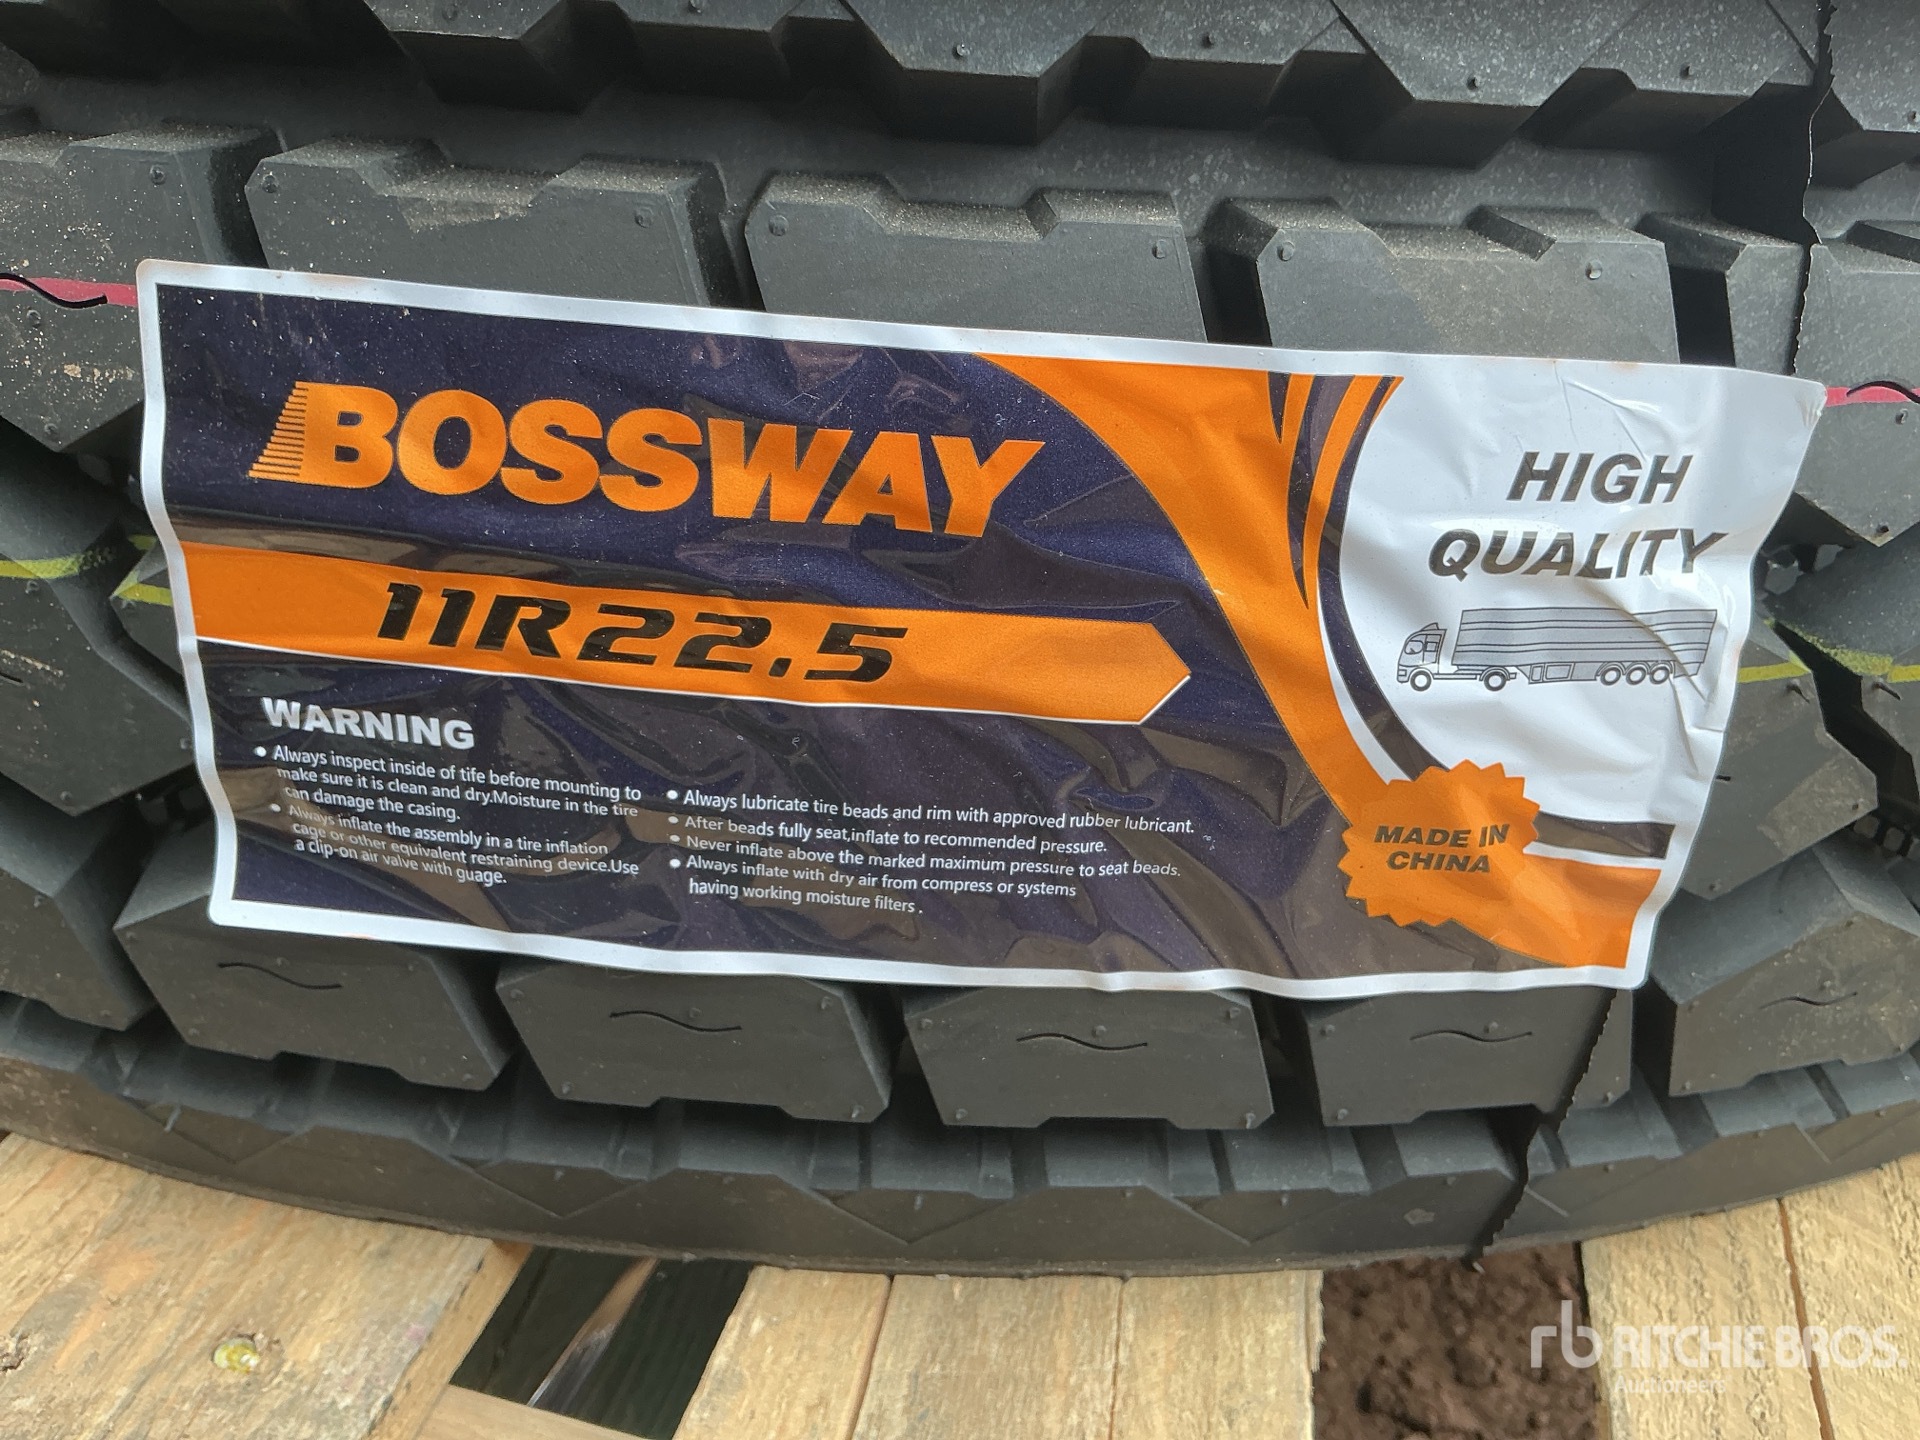 BOSSWAY
11R22.5
HIGH
QUALITY
WARNING
• Always inspect inside of tife before mounting to
make sure it is clean and dry.Moisture in the tire
can damage the casing.
• Always inflate the assembly in a tire inflation
cage or other equivalent restraining device.Use
a clip-on air valve with guage.
• Always lubricate tire beads and rim with approved rubber lubricant.
• After beads fully seat,inflate to recommended pressure.
• Never inflate above the marked maximum pressure to seat beads.
• Always inflate with dry air from compress or systems
having working moisture filters .
MADE IN
CHINA
rb RITCHIE BROS.
Auctioneers